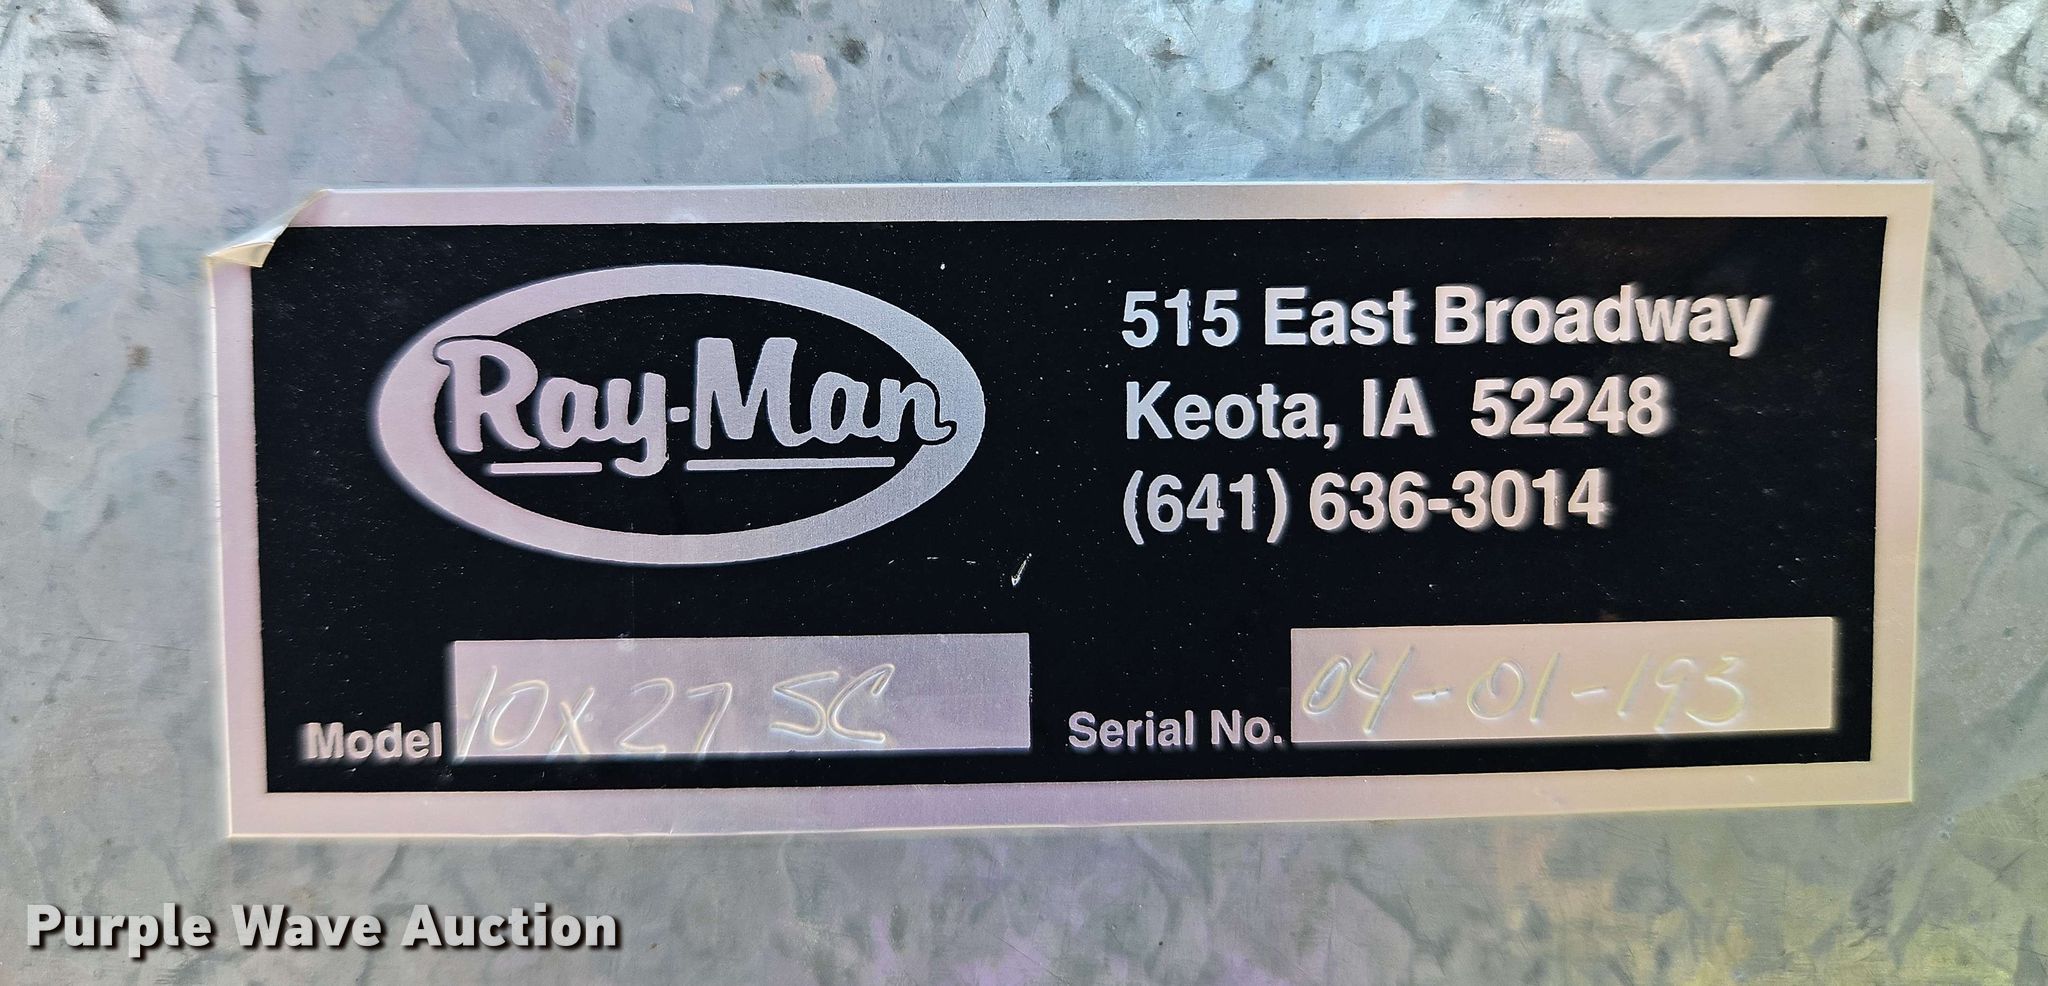 Ray-Man
515 East Broadway
Keota, IA 52248
(641) 636-3014
Model 10X27 SC
Serial No. 04-01-193
Purple Wave Auction